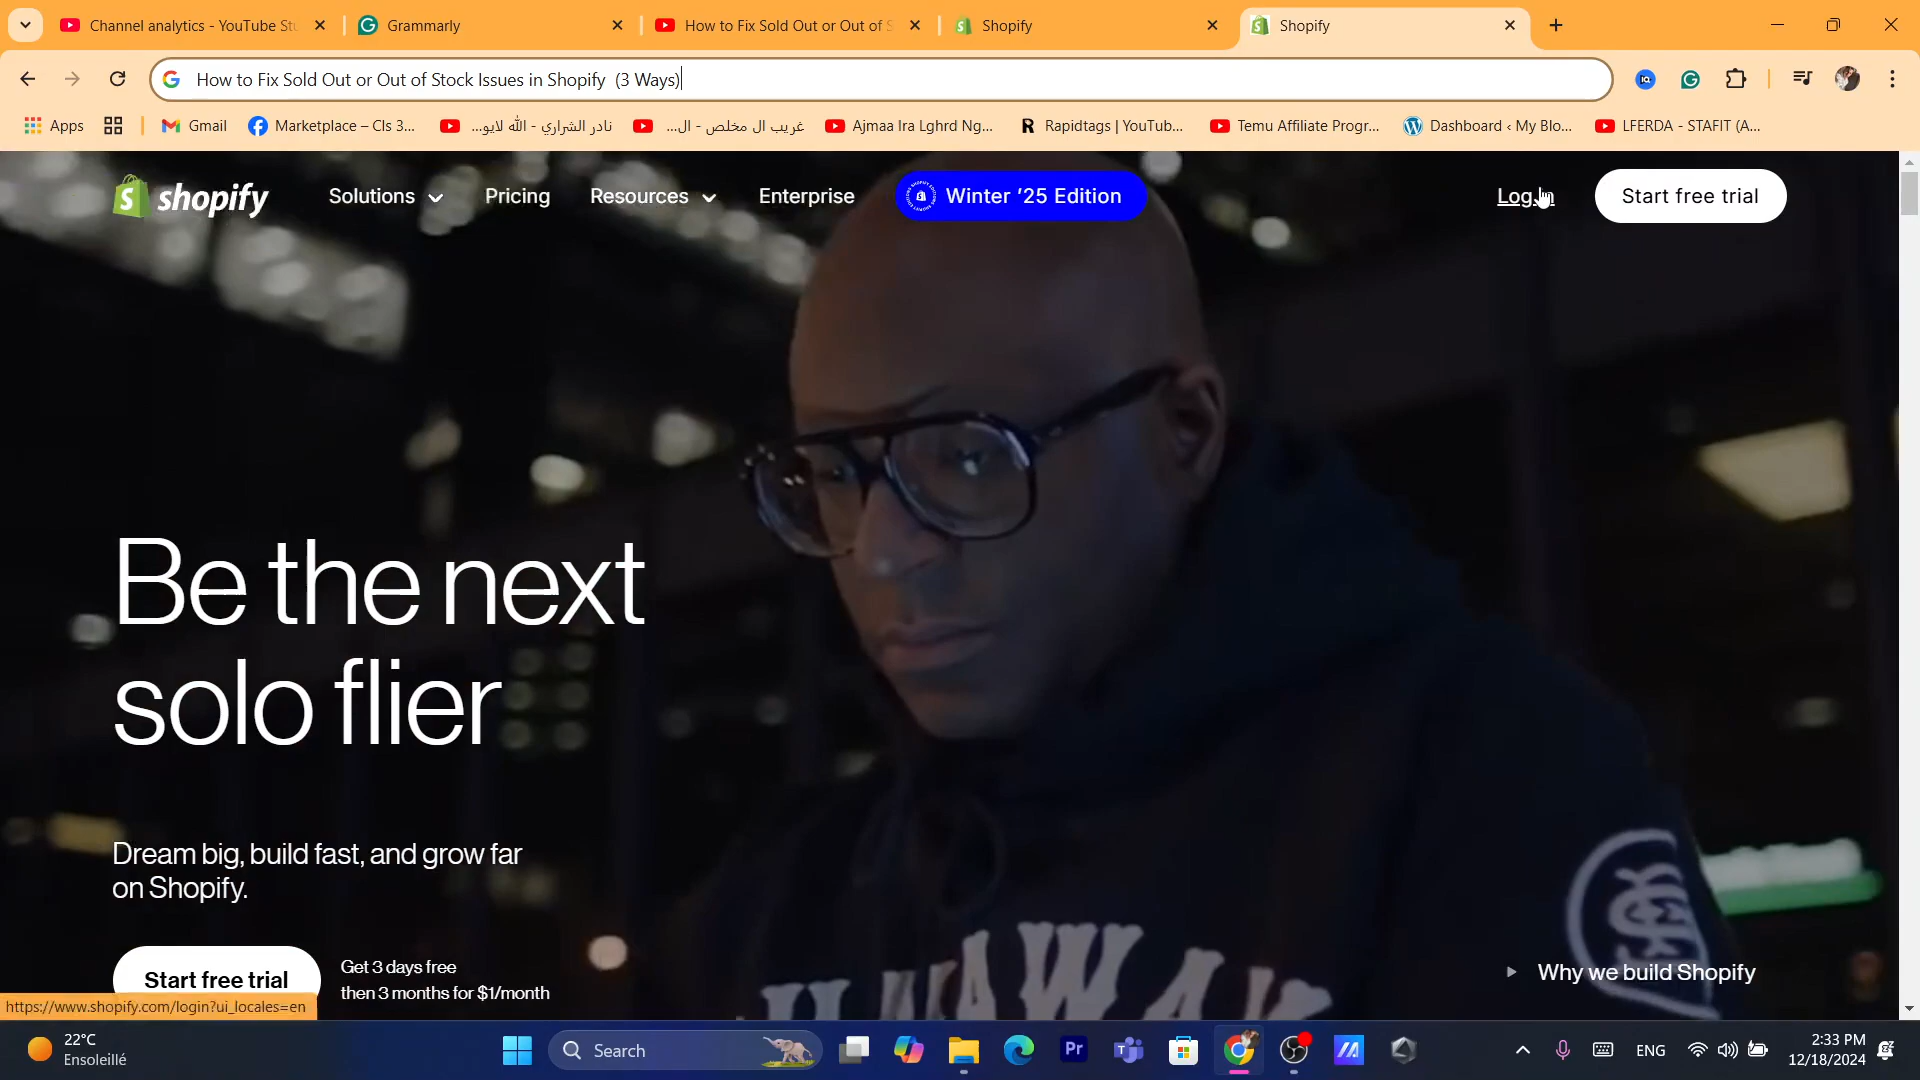 Channel analytics - YouTube Stu
Grammarly
How to Fix Sold Out or Out of S
Shopify
Shopify
How to Fix Sold Out or Out of Stock Issues in Shopify (3 Ways)
Apps
Gmail
Marketplace – Cls 3...
نادر الشراري - الله لايو...
غريب ال مخلص - ال...
Ajmaa Ira Lghrd Ng...
Rapidtags | YouTub...
Temu Affiliate Progr...
Dashboard ‹ My Blo...
LFERDA - STAFIT (A...
shopify
Solutions
Pricing
Resources
Enterprise
Winter '25 Edition
Log in
Start free trial
Be the next
solo flier
Dream big, build fast, and grow far
on Shopify.
Start free trial
Get 3 days free
then 3 months for $1/month
Why we build Shopify
https://www.shopify.com/login?ui_locales=en
22°C
Ensoleillé
Search
ENG
2:33 PM
12/18/2024